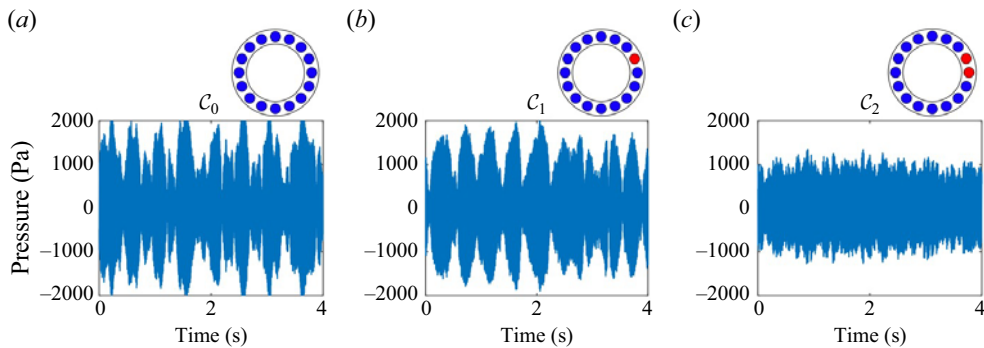 (a) (b) (c)
C₀ C₁ C₂
2000 2000 2000
1000 1000 1000
Pressure (Pa) 0 0 0
–1000 –1000 –1000
–2000 –2000 –2000
0 2 4 0 2 4 0 2 4
Time (s) Time (s) Time (s)